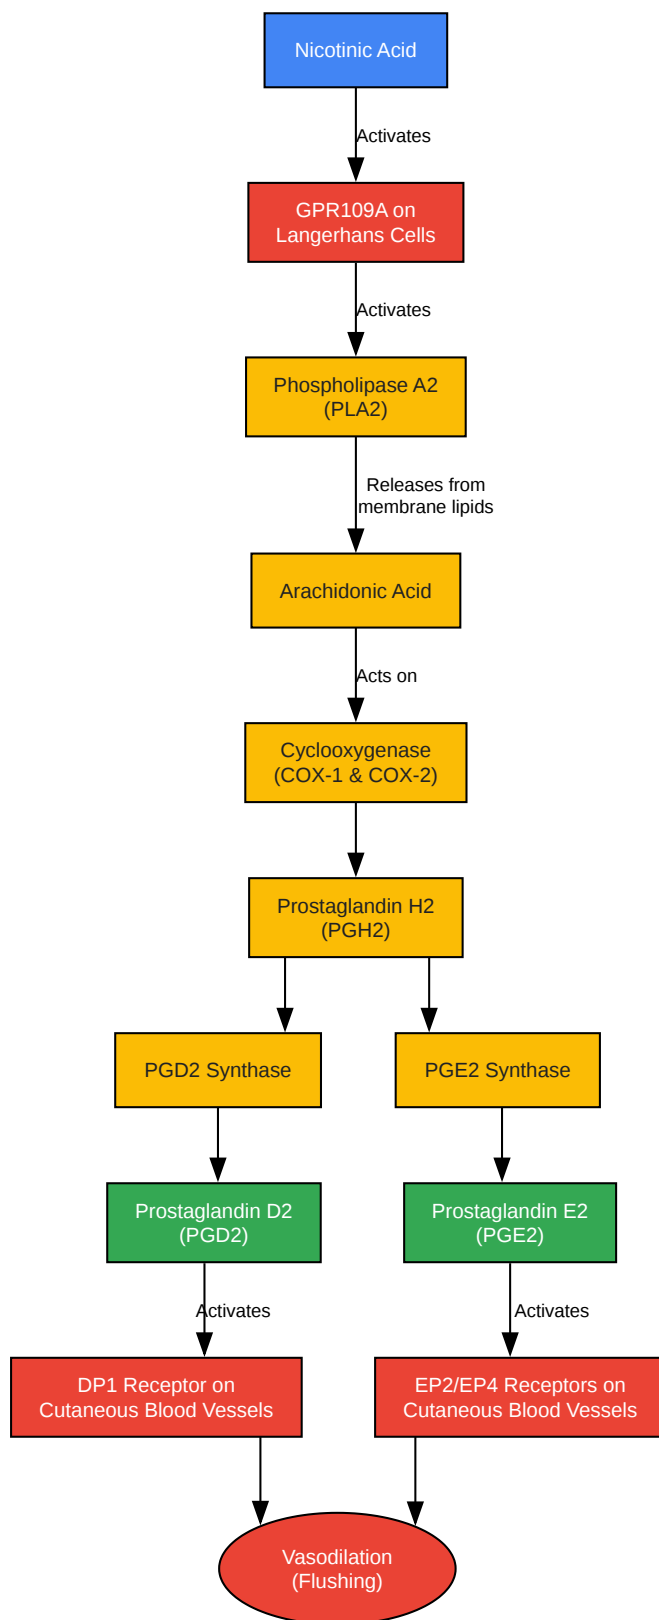 Nicotinic Acid
Activates
GPR109A on
Langerhans Cells
Activates
Phospholipase A2
(PLA2)
Releases from
membrane lipids
Arachidonic Acid
Acts on
Cyclooxygenase
(COX-1 & COX-2)
Prostaglandin H2
(PGH2)
PGD2 Synthase
PGE2 Synthase
Prostaglandin D2
(PGD2)
Prostaglandin E2
(PGE2)
Activates
Activates
DP1 Receptor on
Cutaneous Blood Vessels
EP2/EP4 Receptors on
Cutaneous Blood Vessels
Vasodilation
(Flushing)